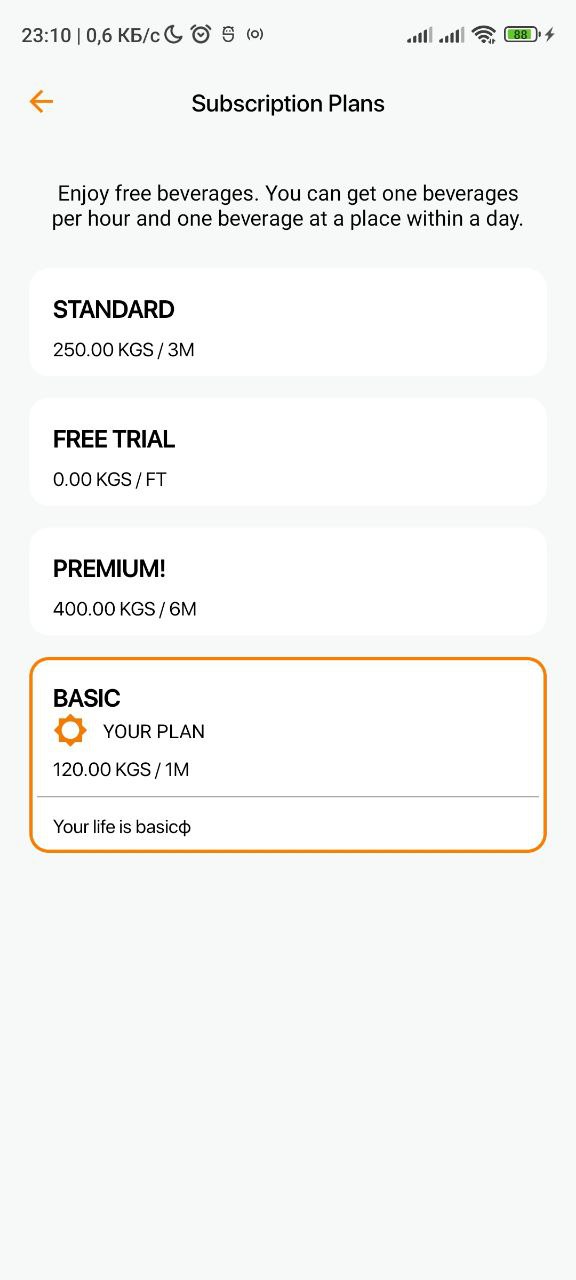 23:10 | 0,6 КБ/с
88
Subscription Plans
Enjoy free beverages. You can get one beverages
per hour and one beverage at a place within a day.
STANDARD
250.00 KGS / 3M
FREE TRIAL
0.00 KGS / FT
PREMIUM!
400.00 KGS / 6M
BASIC
YOUR PLAN
120.00 KGS / 1M
Your life is basicф